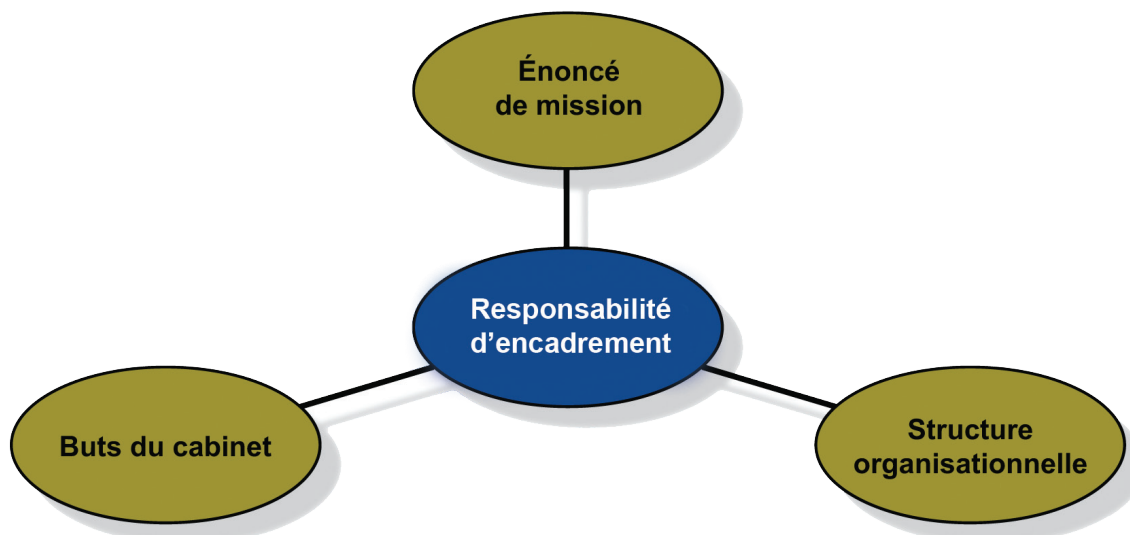 Énoncé
de mission
Responsabilité
d’encadrement
Buts du cabinet
Structure
organisationnelle